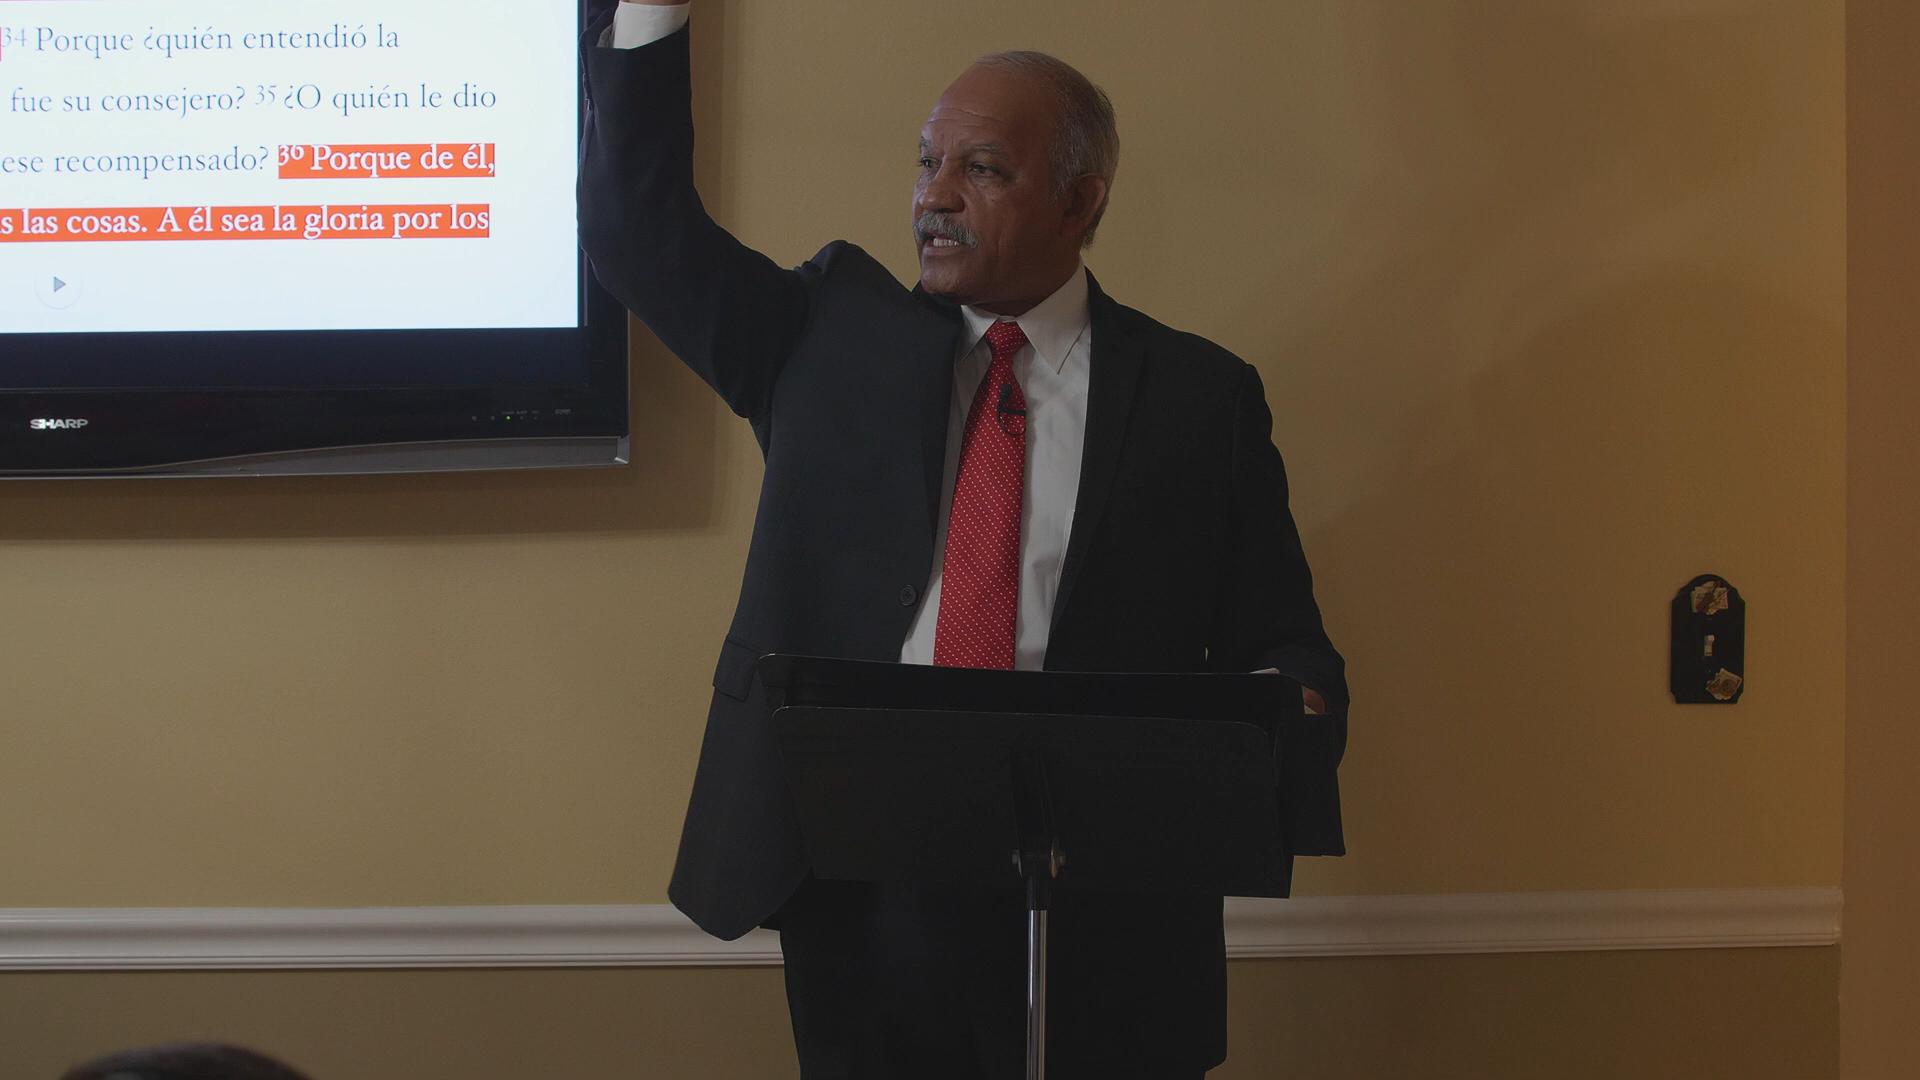 34 Porque ¿quién entendió la
fue su consejero? 35 ¿O quién le dio
ese recompensado? 36 Porque de él,
s las cosas. A él sea la gloria por los
SHARP